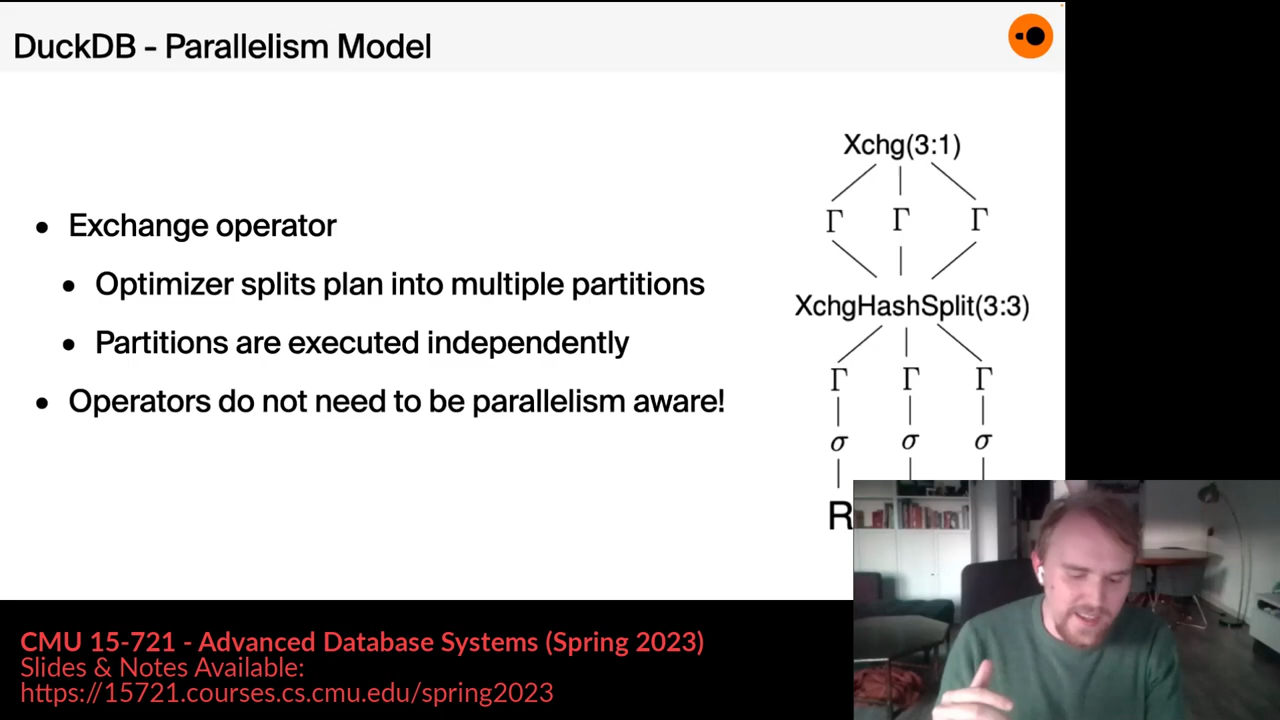 DuckDB - Parallelism Model
Xchg(3:1)
Γ Γ Γ
• Exchange operator
• Optimizer splits plan into multiple partitions
XchgHashSplit(3:3)
• Partitions are executed independently
Γ Γ Γ
• Operators do not need to be parallelism aware!
σ σ σ
R
CMU 15-721 - Advanced Database Systems (Spring 2023)
Slides & Notes Available:
https://15721.courses.cs.cmu.edu/spring2023